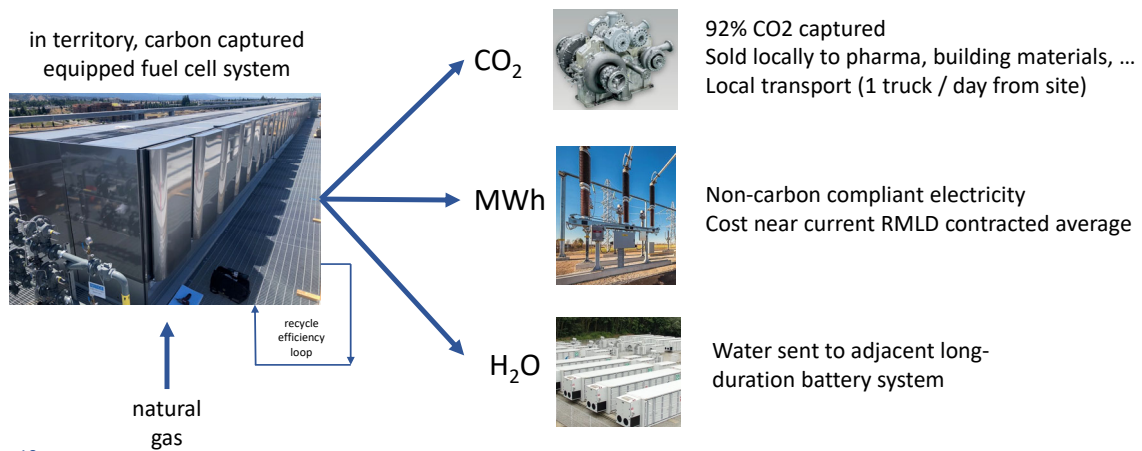 in territory, carbon captured
equipped fuel cell system
recycle
efficiency
loop
natural
gas
CO₂
92% CO2 captured
Sold locally to pharma, building materials, …
Local transport (1 truck / day from site)
MWh
Non-carbon compliant electricity
Cost near current RMLD contracted average
H₂O
Water sent to adjacent long-
duration battery system